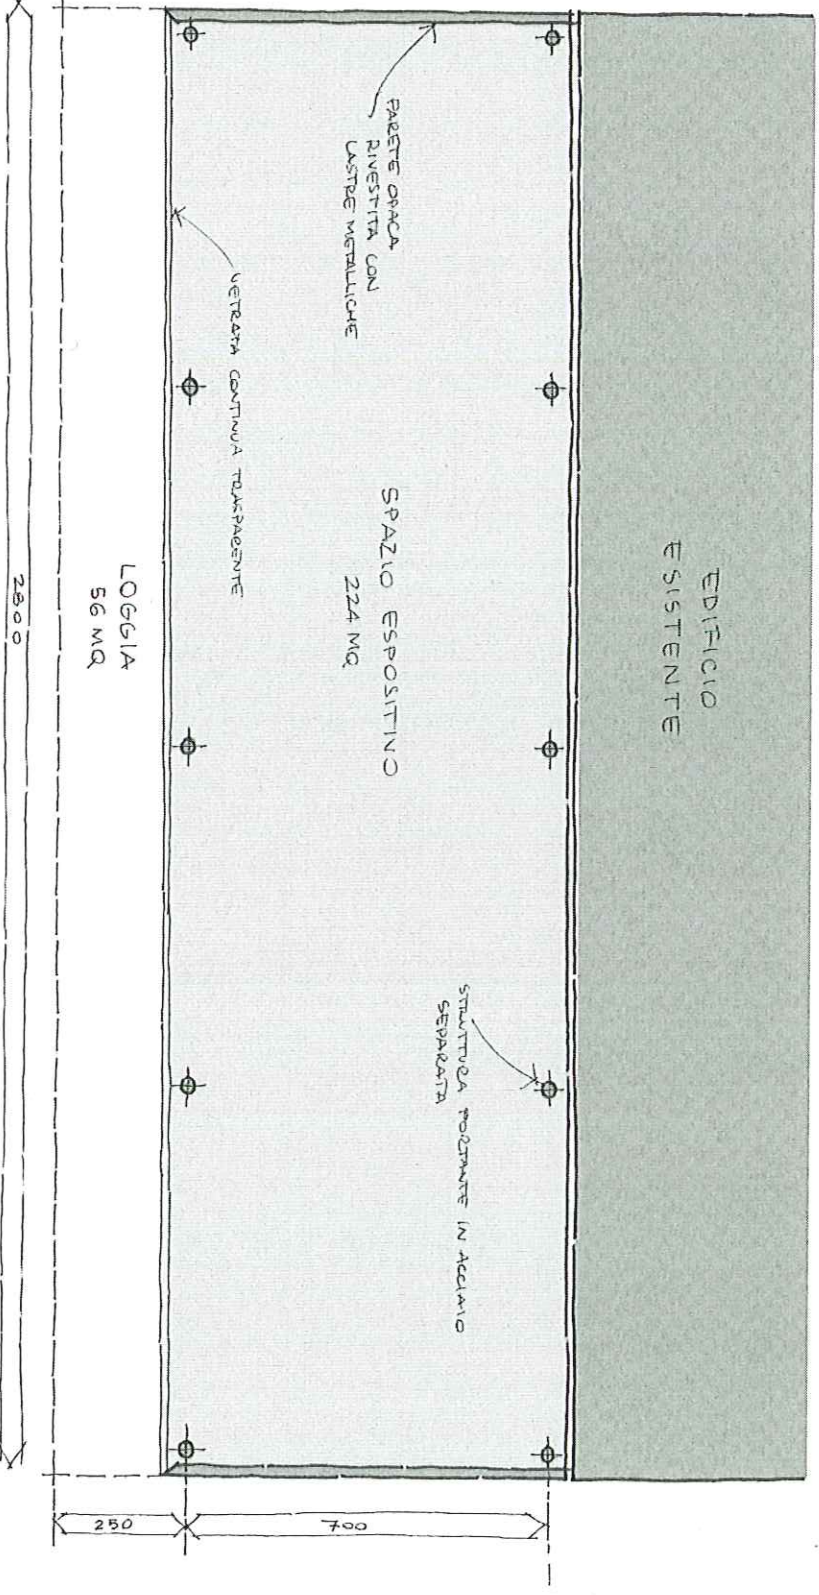 EDIFICIO
ESISTENTE
PARETE OPACA
RIVESTITA CON
LASTRE METALLICHE
SPAZIO ESPOSITIVO
224 MQ
STRUTTURA PORTANTE IN ACCIAIO
SEPARATA
VETRATA CONTINUA TRASPARENTE
LOGGIA
56 MQ
2800
250
700